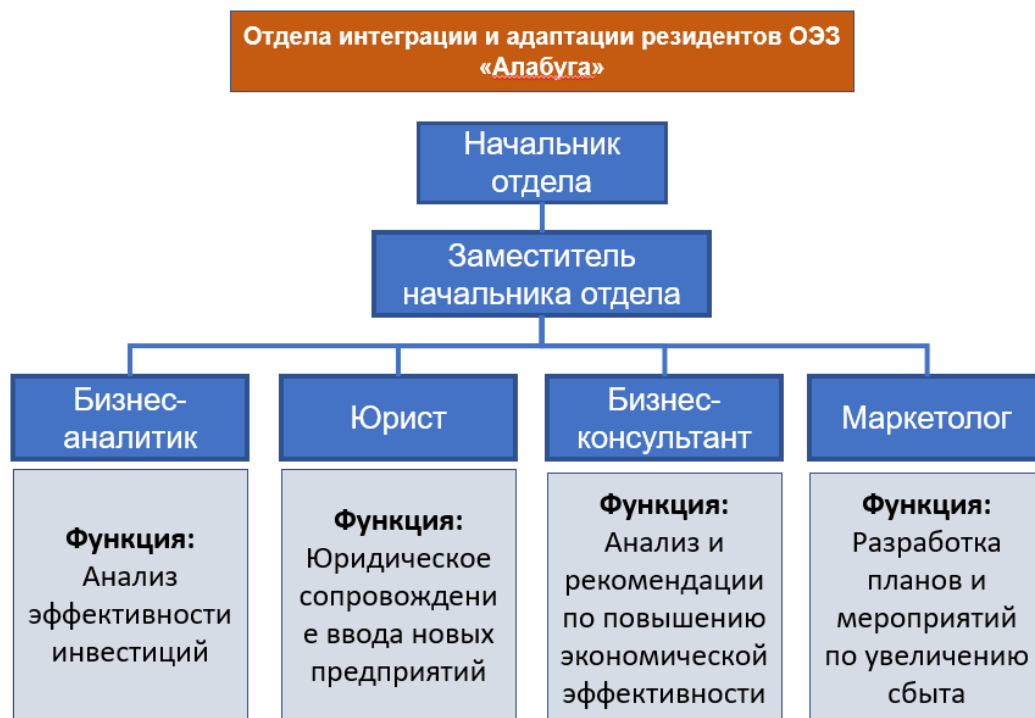 Отдела интеграции и адаптации резидентов ОЭЗ
«Алабуга»
Начальник
отдела
Заместитель
начальника отдела
Бизнес-
аналитик
Юрист
Бизнес-
консультант
Маркетолог
Функция:
Анализ
эффективности
инвестиций
Функция:
Юридическое
сопровождени
е ввода новых
предприятий
Функция:
Анализ и
рекомендации
по повышению
экономической
эффективности
Функция:
Разработка
планов и
мероприятий
по увеличению
сбыта